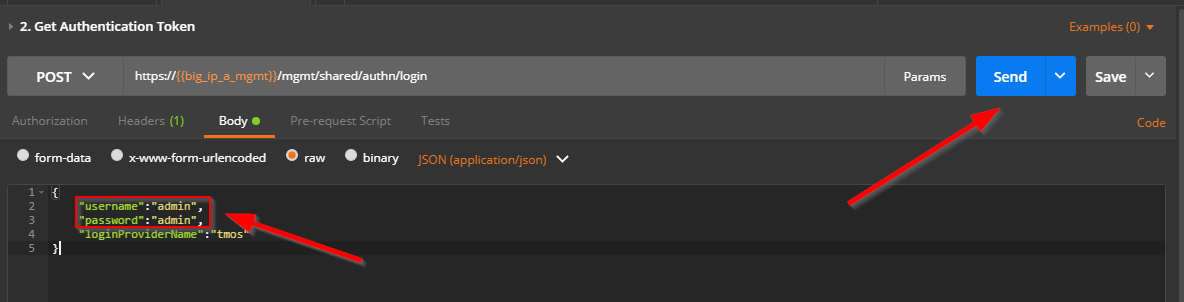 2. Get Authentication Token
Examples (0)
POST
https://{{big_ip_a_mgmt}}/mgmt/shared/authn/login
Params
Send
Save
Authorization
Headers (1)
Body
Pre-request Script
Tests
Code
form-data
x-www-form-urlencoded
raw
binary
JSON (application/json)
1 {
2 "username":"admin",
3 "password":"admin",
4 "loginProviderName":"tmos"
5 }